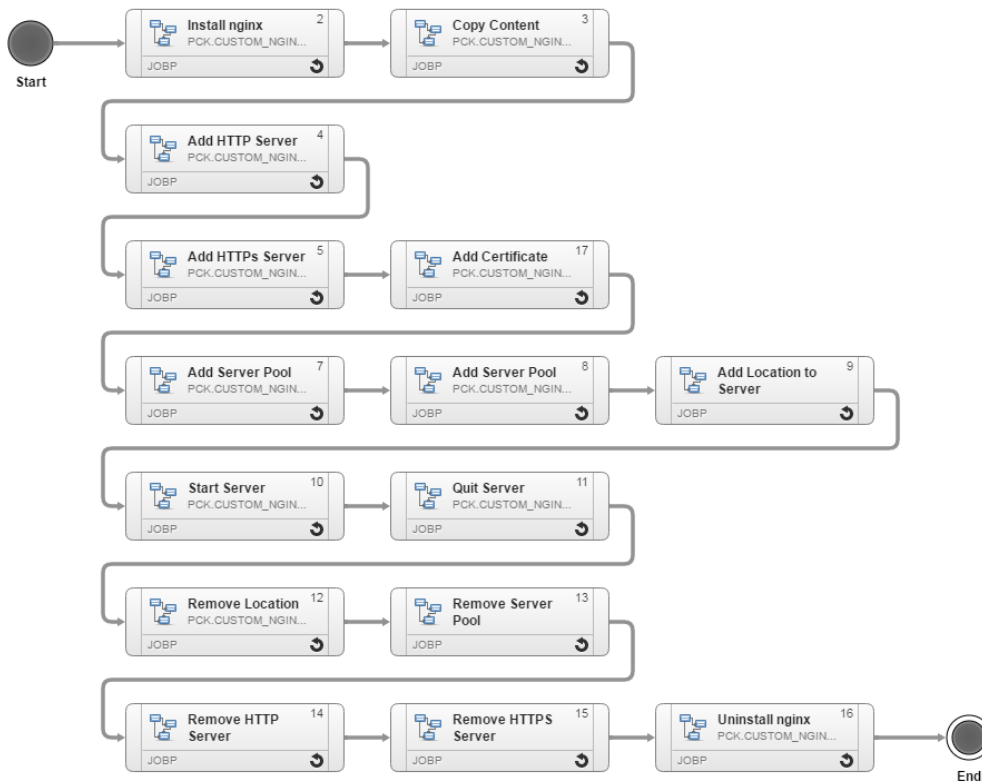 Start
Install nginx 2
PCK.CUSTOM_NGIN...
JOBP
Copy Content 3
PCK.CUSTOM_NGIN...
JOBP
Add HTTP Server 4
PCK.CUSTOM_NGIN...
JOBP
Add HTTPs Server 5
PCK.CUSTOM_NGIN...
JOBP
Add Certificate 17
PCK.CUSTOM_NGIN...
JOBP
Add Server Pool 7
PCK.CUSTOM_NGIN...
JOBP
Add Server Pool 8
PCK.CUSTOM_NGIN...
JOBP
Add Location to 9
Server
JOBP
Start Server 10
PCK.CUSTOM_NGIN...
JOBP
Quit Server 11
PCK.CUSTOM_NGIN...
JOBP
Remove Location 12
PCK.CUSTOM_NGIN...
JOBP
Remove Server 13
Pool
JOBP
Remove HTTP 14
Server
JOBP
Remove HTTPS 15
Server
JOBP
Uninstall nginx 16
PCK.CUSTOM_NGIN...
JOBP
End